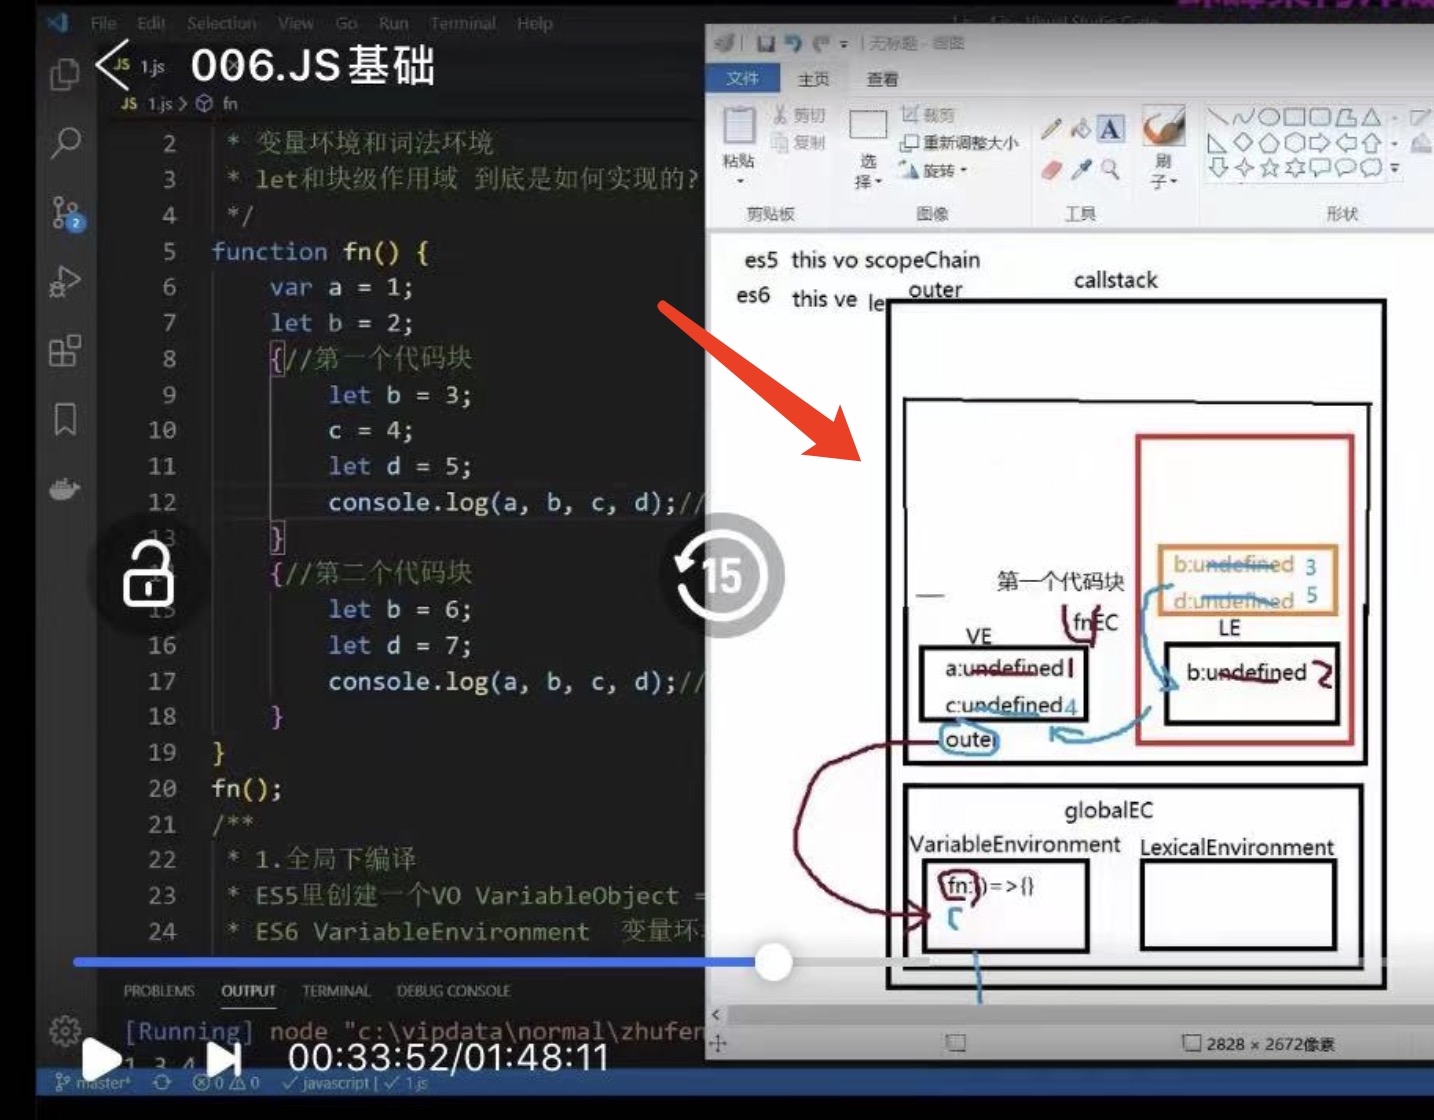 File Edit Selection View Go Run Terminal Help
006.JS基础
JS 1.js
JS 1.js > fn
2 * 变量环境和词法环境
3 * let和块级作用域 到底是如何实现的?
4 */
5 function fn() {
6 var a = 1;
7 let b = 2;
8 {//第一个代码块
9 let b = 3;
10 c = 4;
11 let d = 5;
12 console.log(a, b, c, d);//
13 }
{//第二个代码块
15 let b = 6;
16 let d = 7;
17 console.log(a, b, c, d);//
18 }
19 }
20 fn();
21 /**
22 * 1.全局下编译
23 * ES5里创建一个VO VariableObject =
24 * ES6 VariableEnvironment 变量环
2
15
PROBLEMS OUTPUT TERMINAL DEBUG CONSOLE
[Running] node "c:\vipdata\normal\zhufen
1 3 4
00:33:52/01:48:11
master* 0 0 javascript | 1.js
无标题 - 画图
文件 主页 查看
粘贴
剪切
复制
剪贴板
选择
裁剪
重新调整大小
旋转
图像
A
工具
刷子
形状
es5 this vo scopeChain
es6 this ve le
outer
callstack
第一个代码块
fnEC
VE
a:undefined 1
c:undefined 4
outer
b:undefined 3
d:undefined 5
LE
b:undefined 2
globalEC
VariableEnvironment LexicalEnvironment
fn:()=>{}
2828 × 2672像素